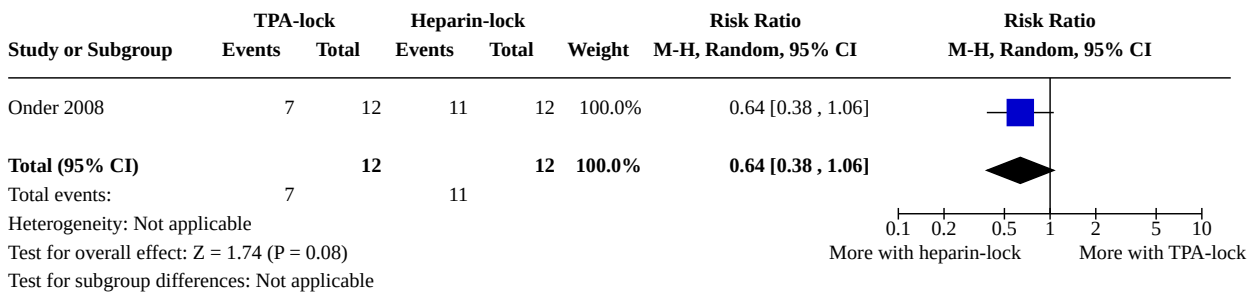 TPA-lock Heparin-lock Risk Ratio Risk Ratio
Study or Subgroup Events Total Events Total Weight M-H, Random, 95% CI M-H, Random, 95% CI
Onder 2008 7 12 11 12 100.0% 0.64 [0.38 , 1.06]
Total (95% CI) 12 12 100.0% 0.64 [0.38 , 1.06]
Total events: 7 11
Heterogeneity: Not applicable
0.1 0.2 0.5 1 2 5 10
Test for overall effect: Z = 1.74 (P = 0.08) More with heparin-lock More with TPA-lock
Test for subgroup differences: Not applicable